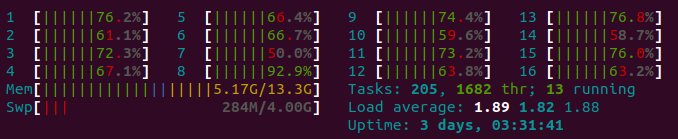 1 [||||||76.2%] 5 [||||||66.4%] 9 [||||||74.4%] 13 [||||||76.8%]
2 [||||||61.1%] 6 [||||||66.7%] 10 [||||||59.6%] 14 [||||||58.7%]
3 [||||||72.3%] 7 [||||||50.0%] 11 [||||||73.2%] 15 [||||||76.0%]
4 [||||||67.1%] 8 [||||||92.9%] 12 [||||||63.8%] 16 [||||||63.2%]
Mem[||||||||||||||||||||5.17G/13.3G] Tasks: 205, 1682 thr; 13 running
Swp[||| 284M/4.00G] Load average: 1.89 1.82 1.88
Uptime: 3 days, 03:31:41